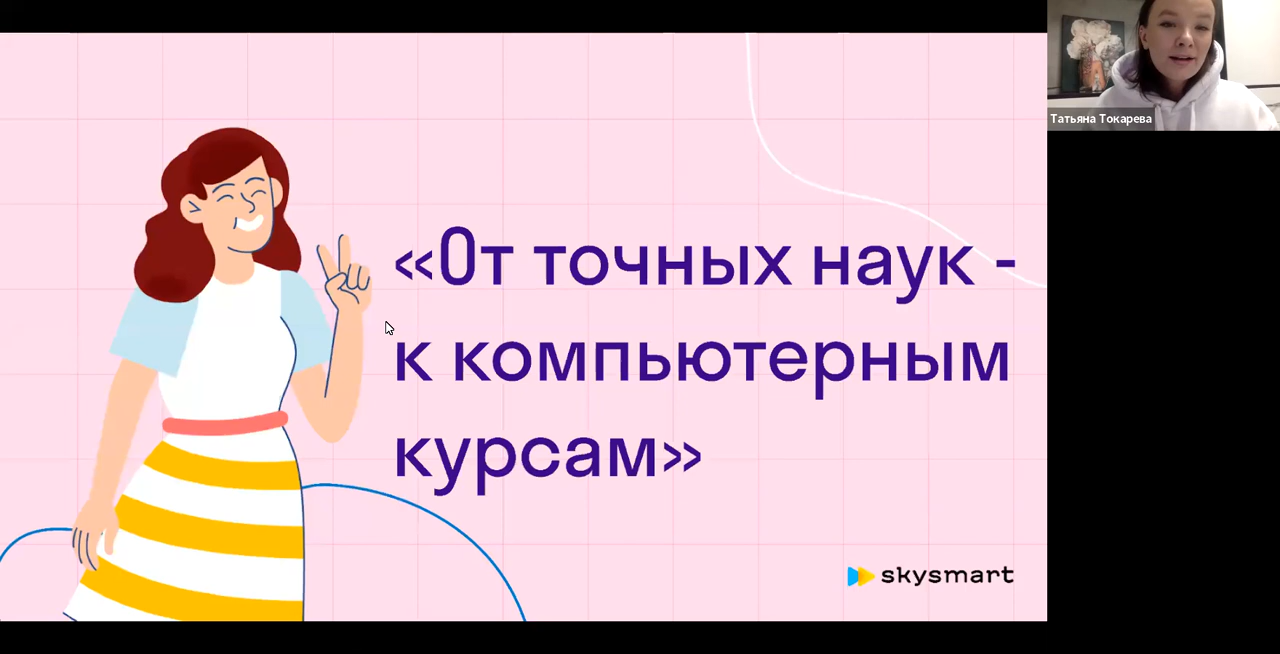 «От точных наук -
к компьютерным
курсам»
skysmart
Татьяна Токарева